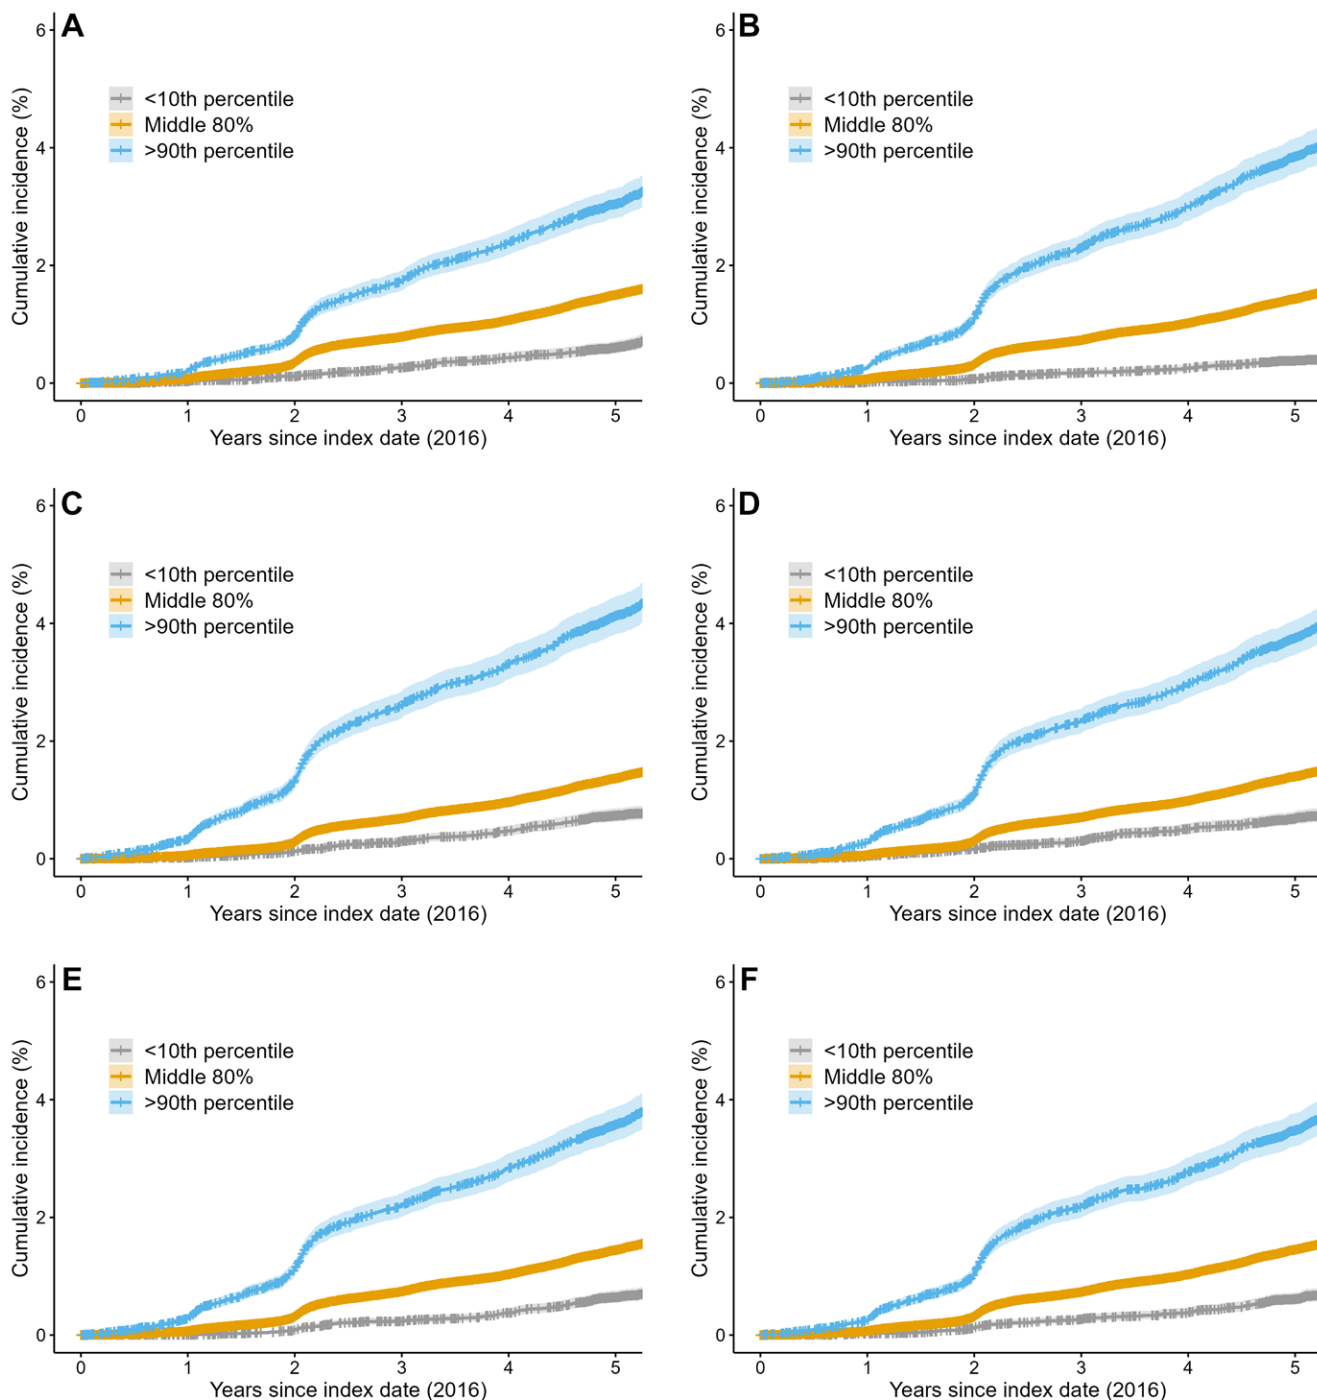 A
6
4
2
0
Cumulative incidence (%)
<10th percentile
Middle 80%
>90th percentile
0 1 2 3 4 5
Years since index date (2016)
B
6
4
2
0
Cumulative incidence (%)
<10th percentile
Middle 80%
>90th percentile
0 1 2 3 4 5
Years since index date (2016)
C
6
4
2
0
Cumulative incidence (%)
<10th percentile
Middle 80%
>90th percentile
0 1 2 3 4 5
Years since index date (2016)
D
6
4
2
0
Cumulative incidence (%)
<10th percentile
Middle 80%
>90th percentile
0 1 2 3 4 5
Years since index date (2016)
E
6
4
2
0
Cumulative incidence (%)
<10th percentile
Middle 80%
>90th percentile
0 1 2 3 4 5
Years since index date (2016)
F
6
4
2
0
Cumulative incidence (%)
<10th percentile
Middle 80%
>90th percentile
0 1 2 3 4 5
Years since index date (2016)